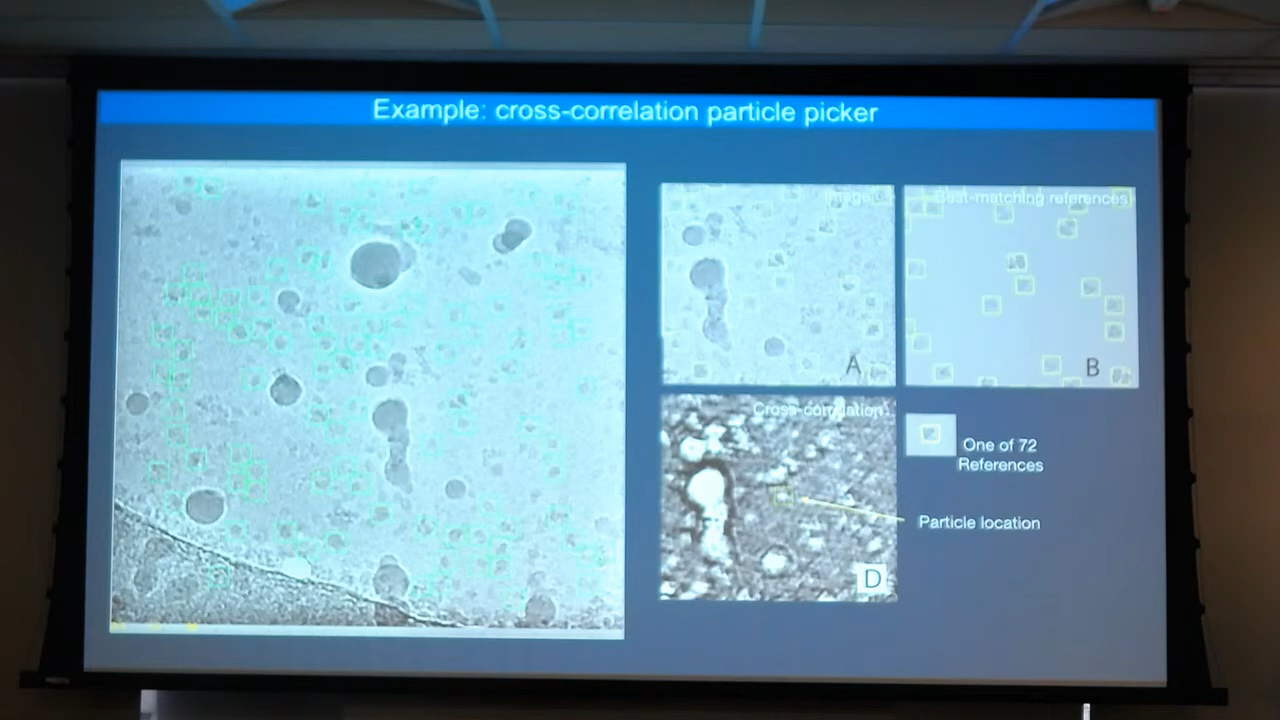 Example: cross-correlation particle picker
Image
Best-matching references
A
B
Cross-correlation
One of 72
References
Particle location
D